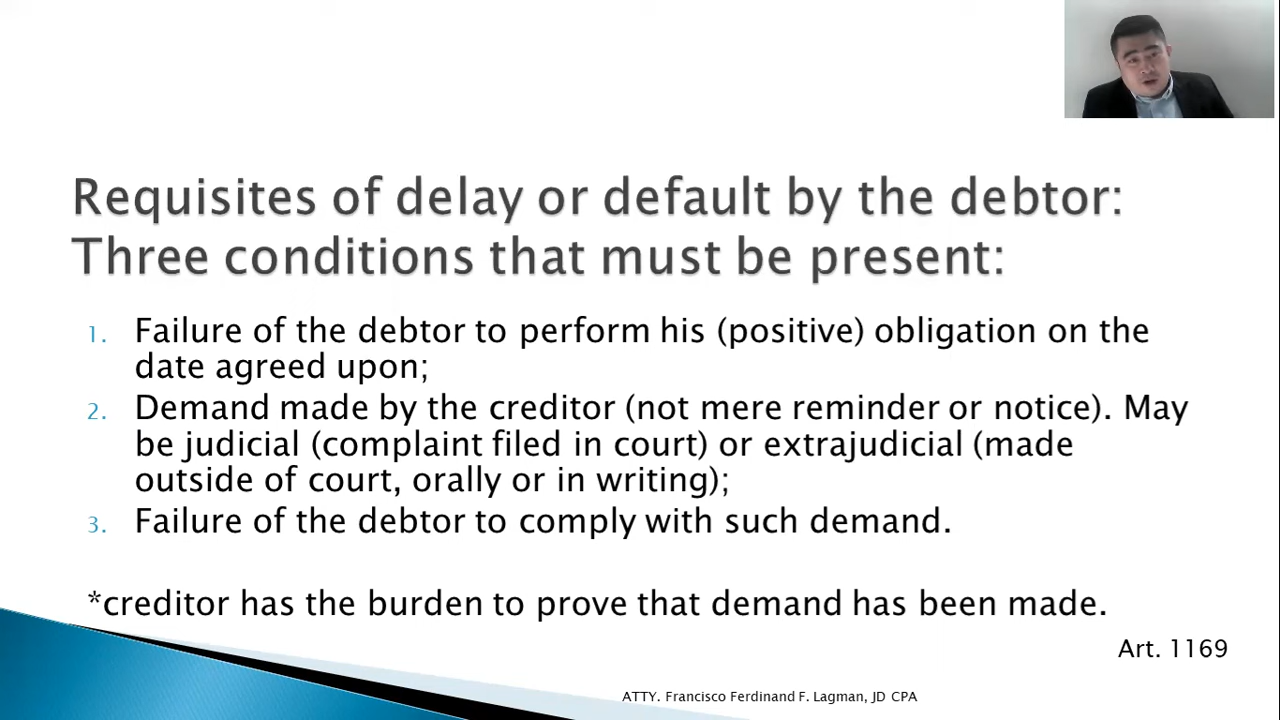 Requisites of delay or default by the debtor:
Three conditions that must be present:
1. Failure of the debtor to perform his (positive) obligation on the
date agreed upon;
2. Demand made by the creditor (not mere reminder or notice). May
be judicial (complaint filed in court) or extrajudicial (made
outside of court, orally or in writing);
3. Failure of the debtor to comply with such demand.
*creditor has the burden to prove that demand has been made.
Art. 1169
ATTY. Francisco Ferdinand F. Lagman, JD CPA